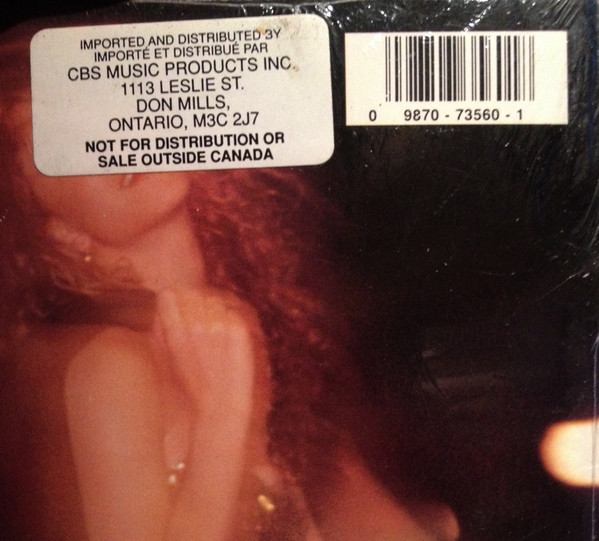 IMPORTED AND DISTRIBUTED 3Y
IMPORTÉ ET DISTRIBUÉ PAR
CBS MUSIC PRODUCTS INC.
1113 LESLIE ST.
DON MILLS,
ONTARIO, M3C 2J7
NOT FOR DISTRIBUTION OR
SALE OUTSIDE CANADA
0 9870 - 73560 - 1